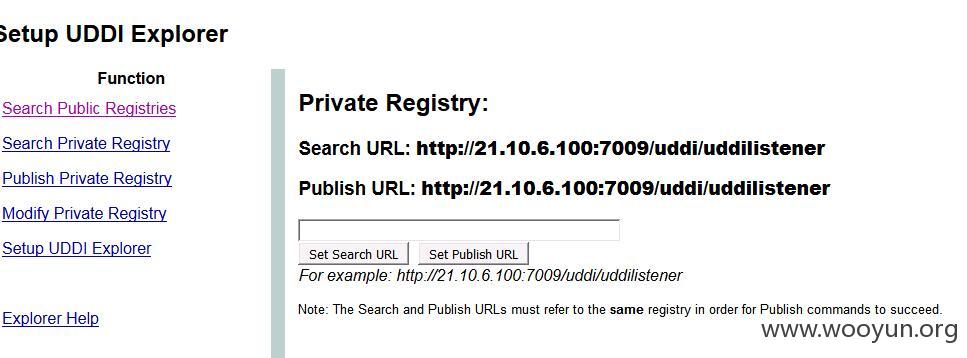 Setup UDDI Explorer
Function
Search Public Registries
Search Private Registry
Publish Private Registry
Modify Private Registry
Setup UDDI Explorer
Explorer Help
Private Registry:
Search URL: http://21.10.6.100:7009/uddi/uddilistener
Publish URL: http://21.10.6.100:7009/uddi/uddilistener
Set Search URL Set Publish URL
For example: http://21.10.6.100:7009/uddi/uddilistener
Note: The Search and Publish URLs must refer to the same registry in order for Publish commands to succeed.
www.wooyun.org